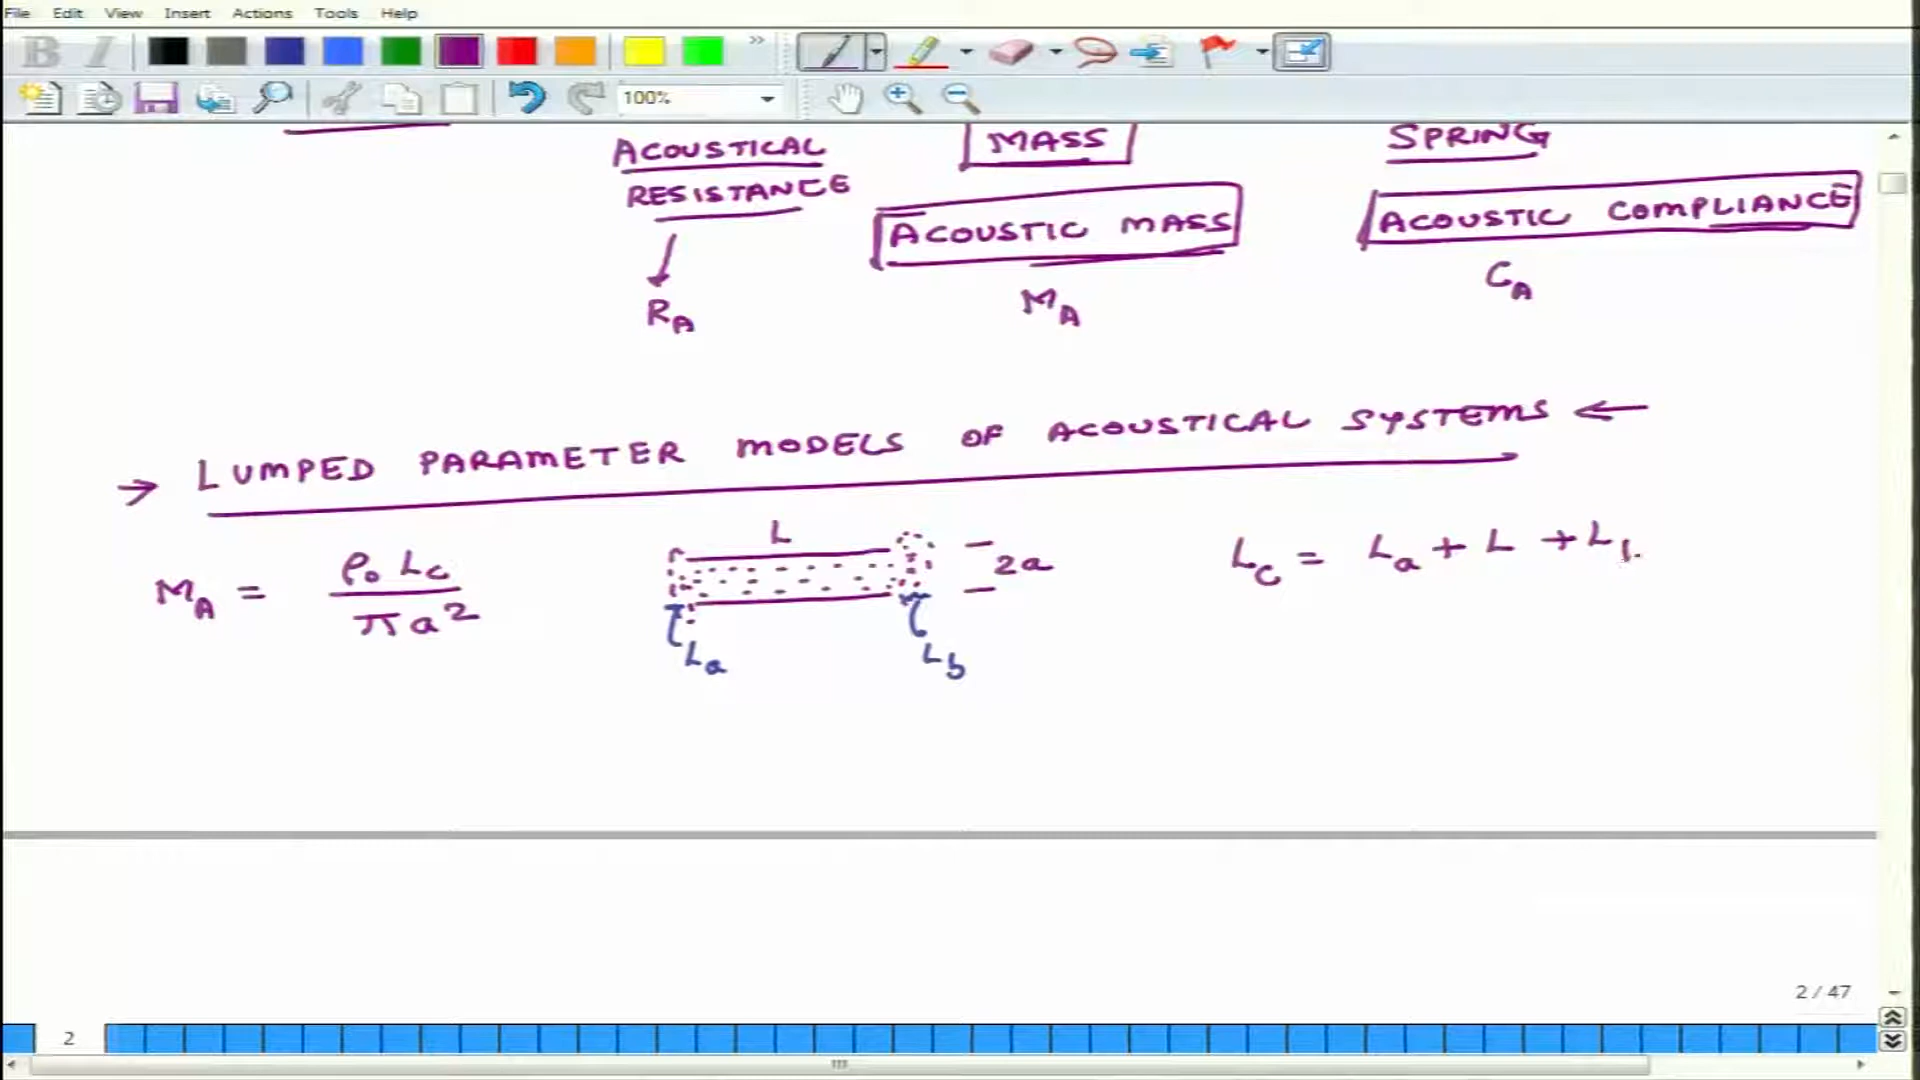 File Edit View Insert Actions Tools Help
B I
100%
ACOUSTICAL
RESISTANCE
RA
MASS
ACOUSTIC MASS
MA
SPRING
ACOUSTIC COMPLIANCE
CA
→ LUMPED PARAMETER MODELS OF ACOUSTICAL SYSTEMS ←
MA = ρ₀ Lc / πa²
L
2a
La
Lb
Lc = La + L + L
2 / 47
2